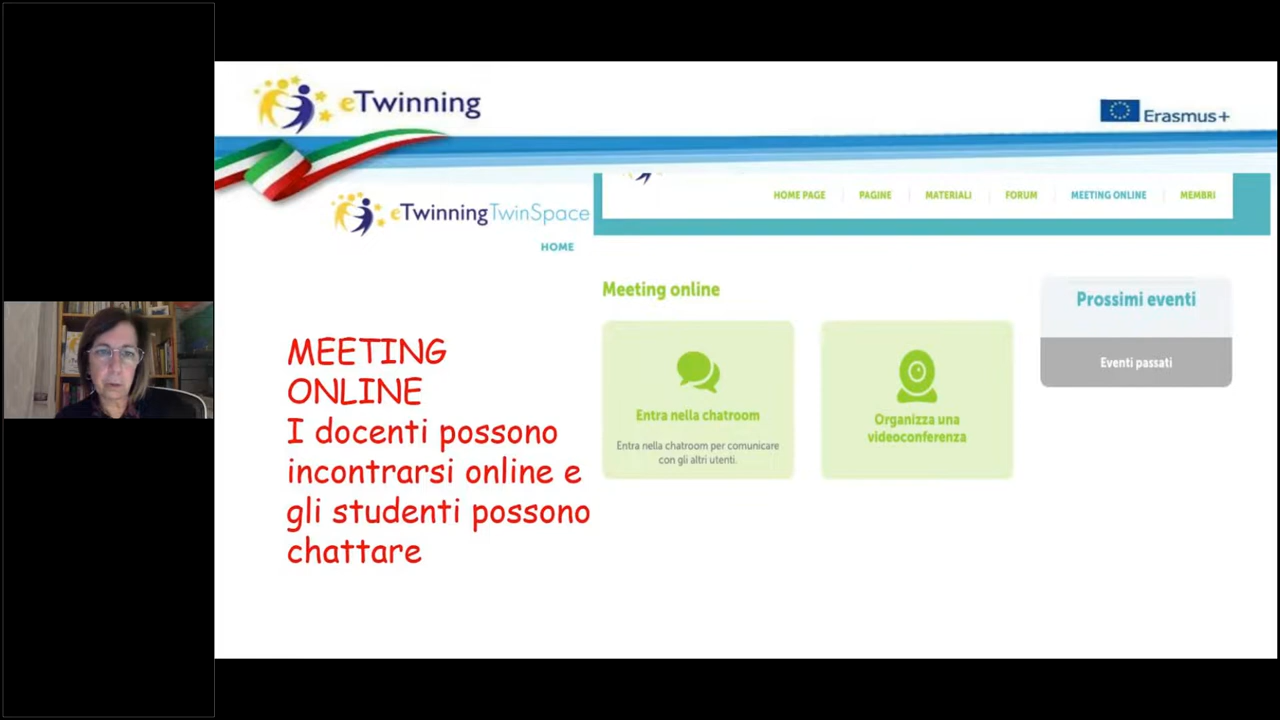 eTwinning
Erasmus+
eTwinningTwinSpace
HOME
HOME PAGE
PAGINE
MATERIALI
FORUM
MEETING ONLINE
MEMBRI
MEETING
ONLINE
I docenti possono
incontrarsi online e
gli studenti possono
chattare
Meeting online
Entra nella chatroom
Entra nella chatroom per comunicare
con gli altri utenti.
Organizza una
videoconferenza
Prossimi eventi
Eventi passati